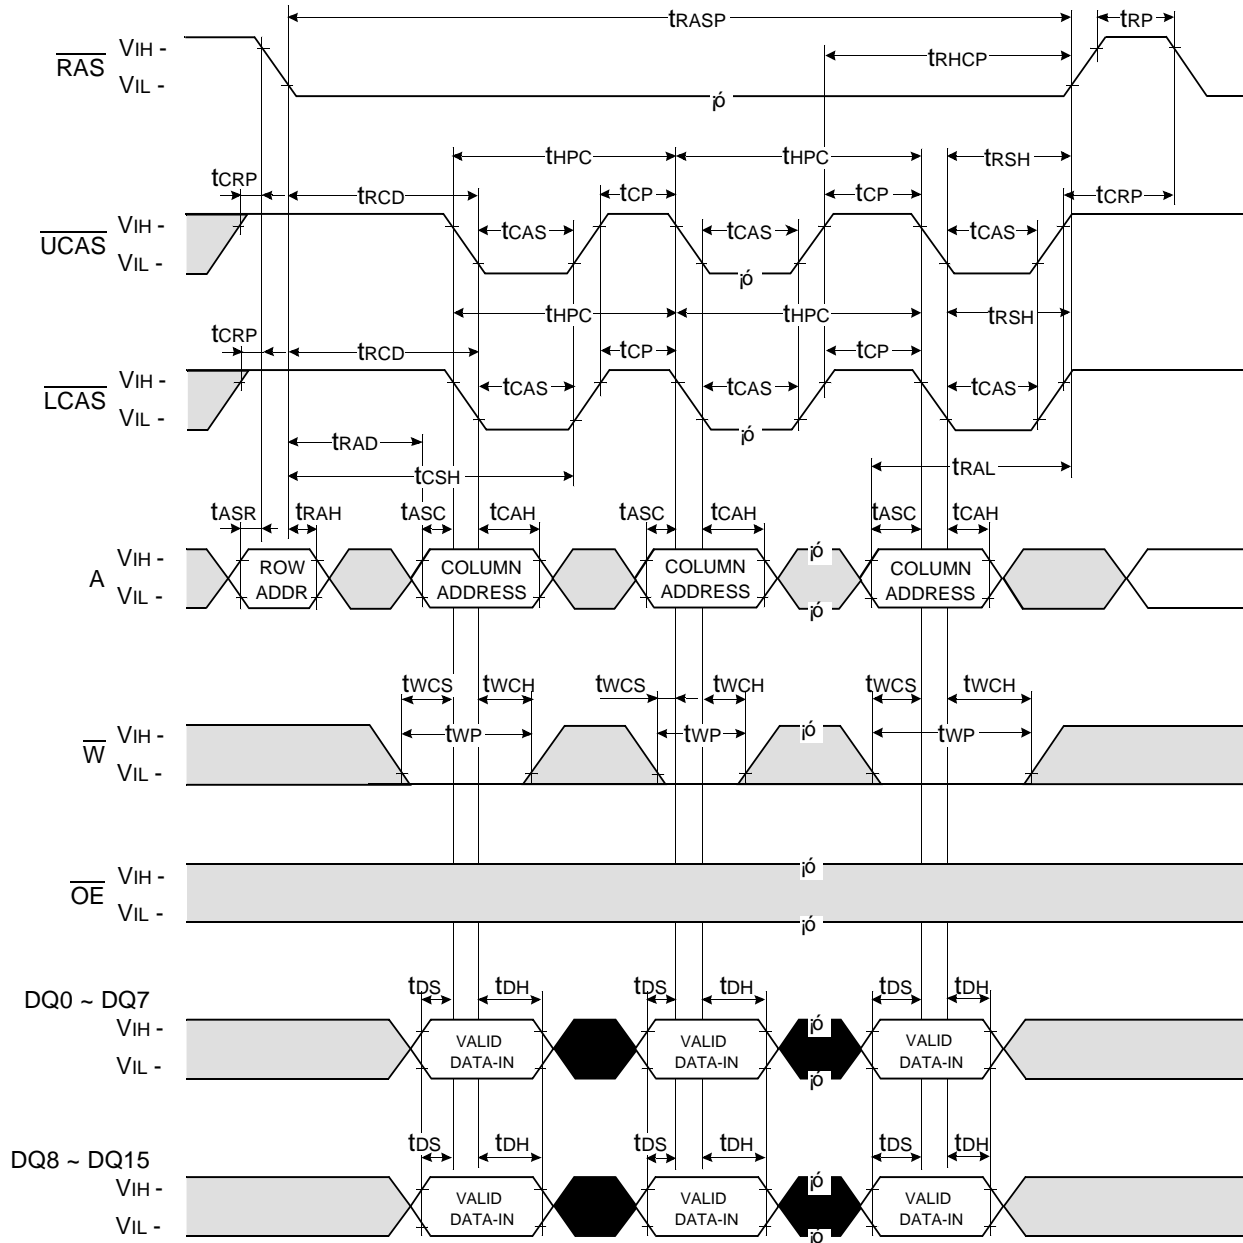 tRASP
tRP
RAS
VIH -
VIL -
tRHCP
¡ó
tHPC
tHPC
tRSH
tCRP
tRCD
tCP
tCP
tCRP
UCAS
VIH -
VIL -
tCAS
tCAS
tCAS
¡ó
tHPC
tHPC
tRSH
tCRP
tRCD
tCP
tCP
LCAS
VIH -
VIL -
tCAS
tCAS
tCAS
¡ó
tRAD
tCSH
tRAL
tASR
tRAH
tASC
tCAH
tASC
tCAH
tASC
tCAH
A
VIH -
VIL -
ROW
ADDR
COLUMN
ADDRESS
COLUMN
ADDRESS
¡ó
¡ó
COLUMN
ADDRESS
tWCS
tWCH
tWCS
tWCH
tWCS
tWCH
W
VIH -
VIL -
tWP
tWP
¡ó
tWP
OE
VIH -
VIL -
¡ó
¡ó
DQ0 ~ DQ7
VIH -
VIL -
tDS
tDH
tDS
tDH
tDS
tDH
VALID
DATA-IN
VALID
DATA-IN
¡ó
¡ó
VALID
DATA-IN
DQ8 ~ DQ15
VIH -
VIL -
tDS
tDH
tDS
tDH
tDS
tDH
VALID
DATA-IN
VALID
DATA-IN
¡ó
¡ó
VALID
DATA-IN